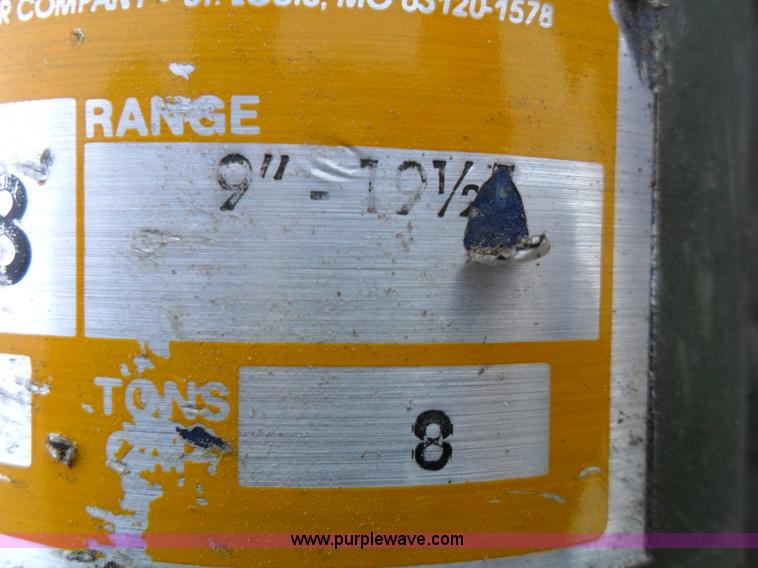 R COMPANY • ST. LOUIS, MO 63120-1578
RANGE
9" - 19½
8
TONS
8
www.purplewave.com